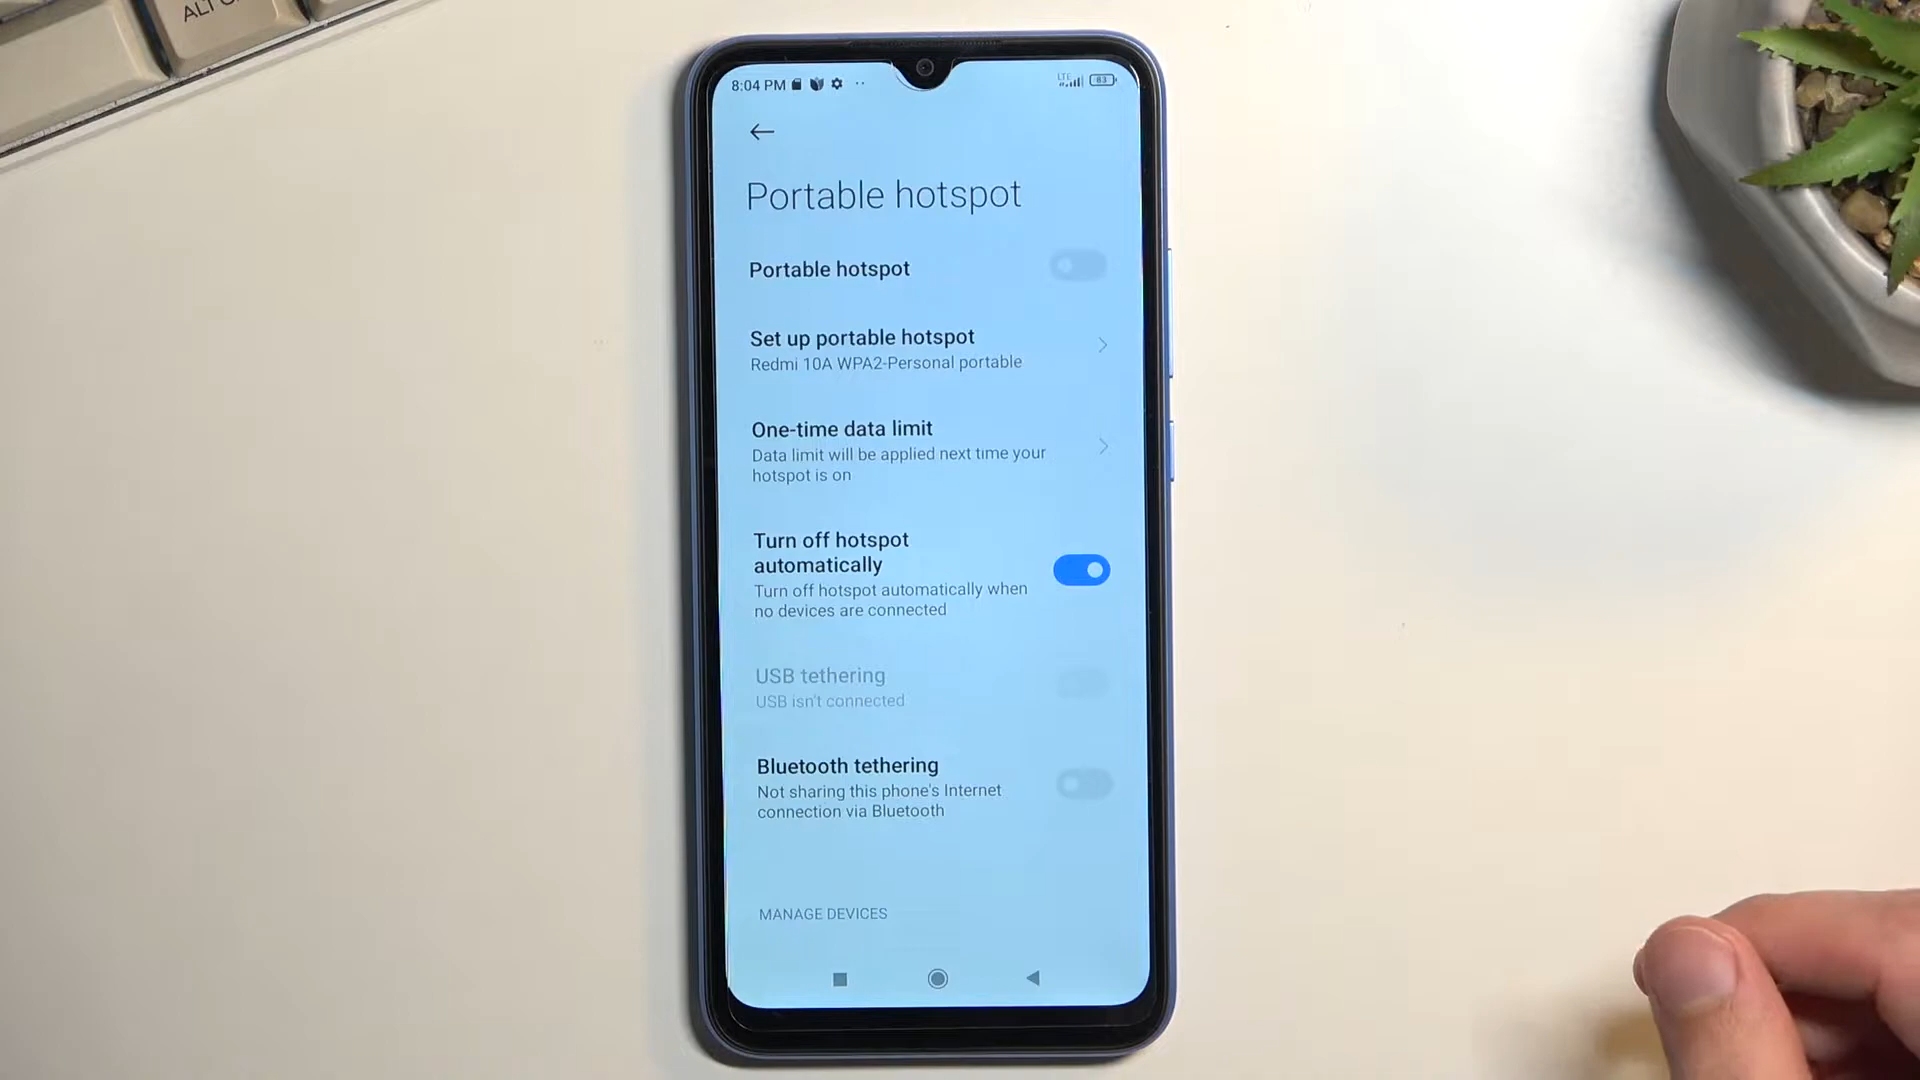 ALT
8:04 PM
LTE
83
Portable hotspot
Portable hotspot
Set up portable hotspot
Redmi 10A WPA2-Personal portable
One-time data limit
Data limit will be applied next time your
hotspot is on
Turn off hotspot
automatically
Turn off hotspot automatically when
no devices are connected
USB tethering
USB isn't connected
Bluetooth tethering
Not sharing this phone's Internet
connection via Bluetooth
MANAGE DEVICES